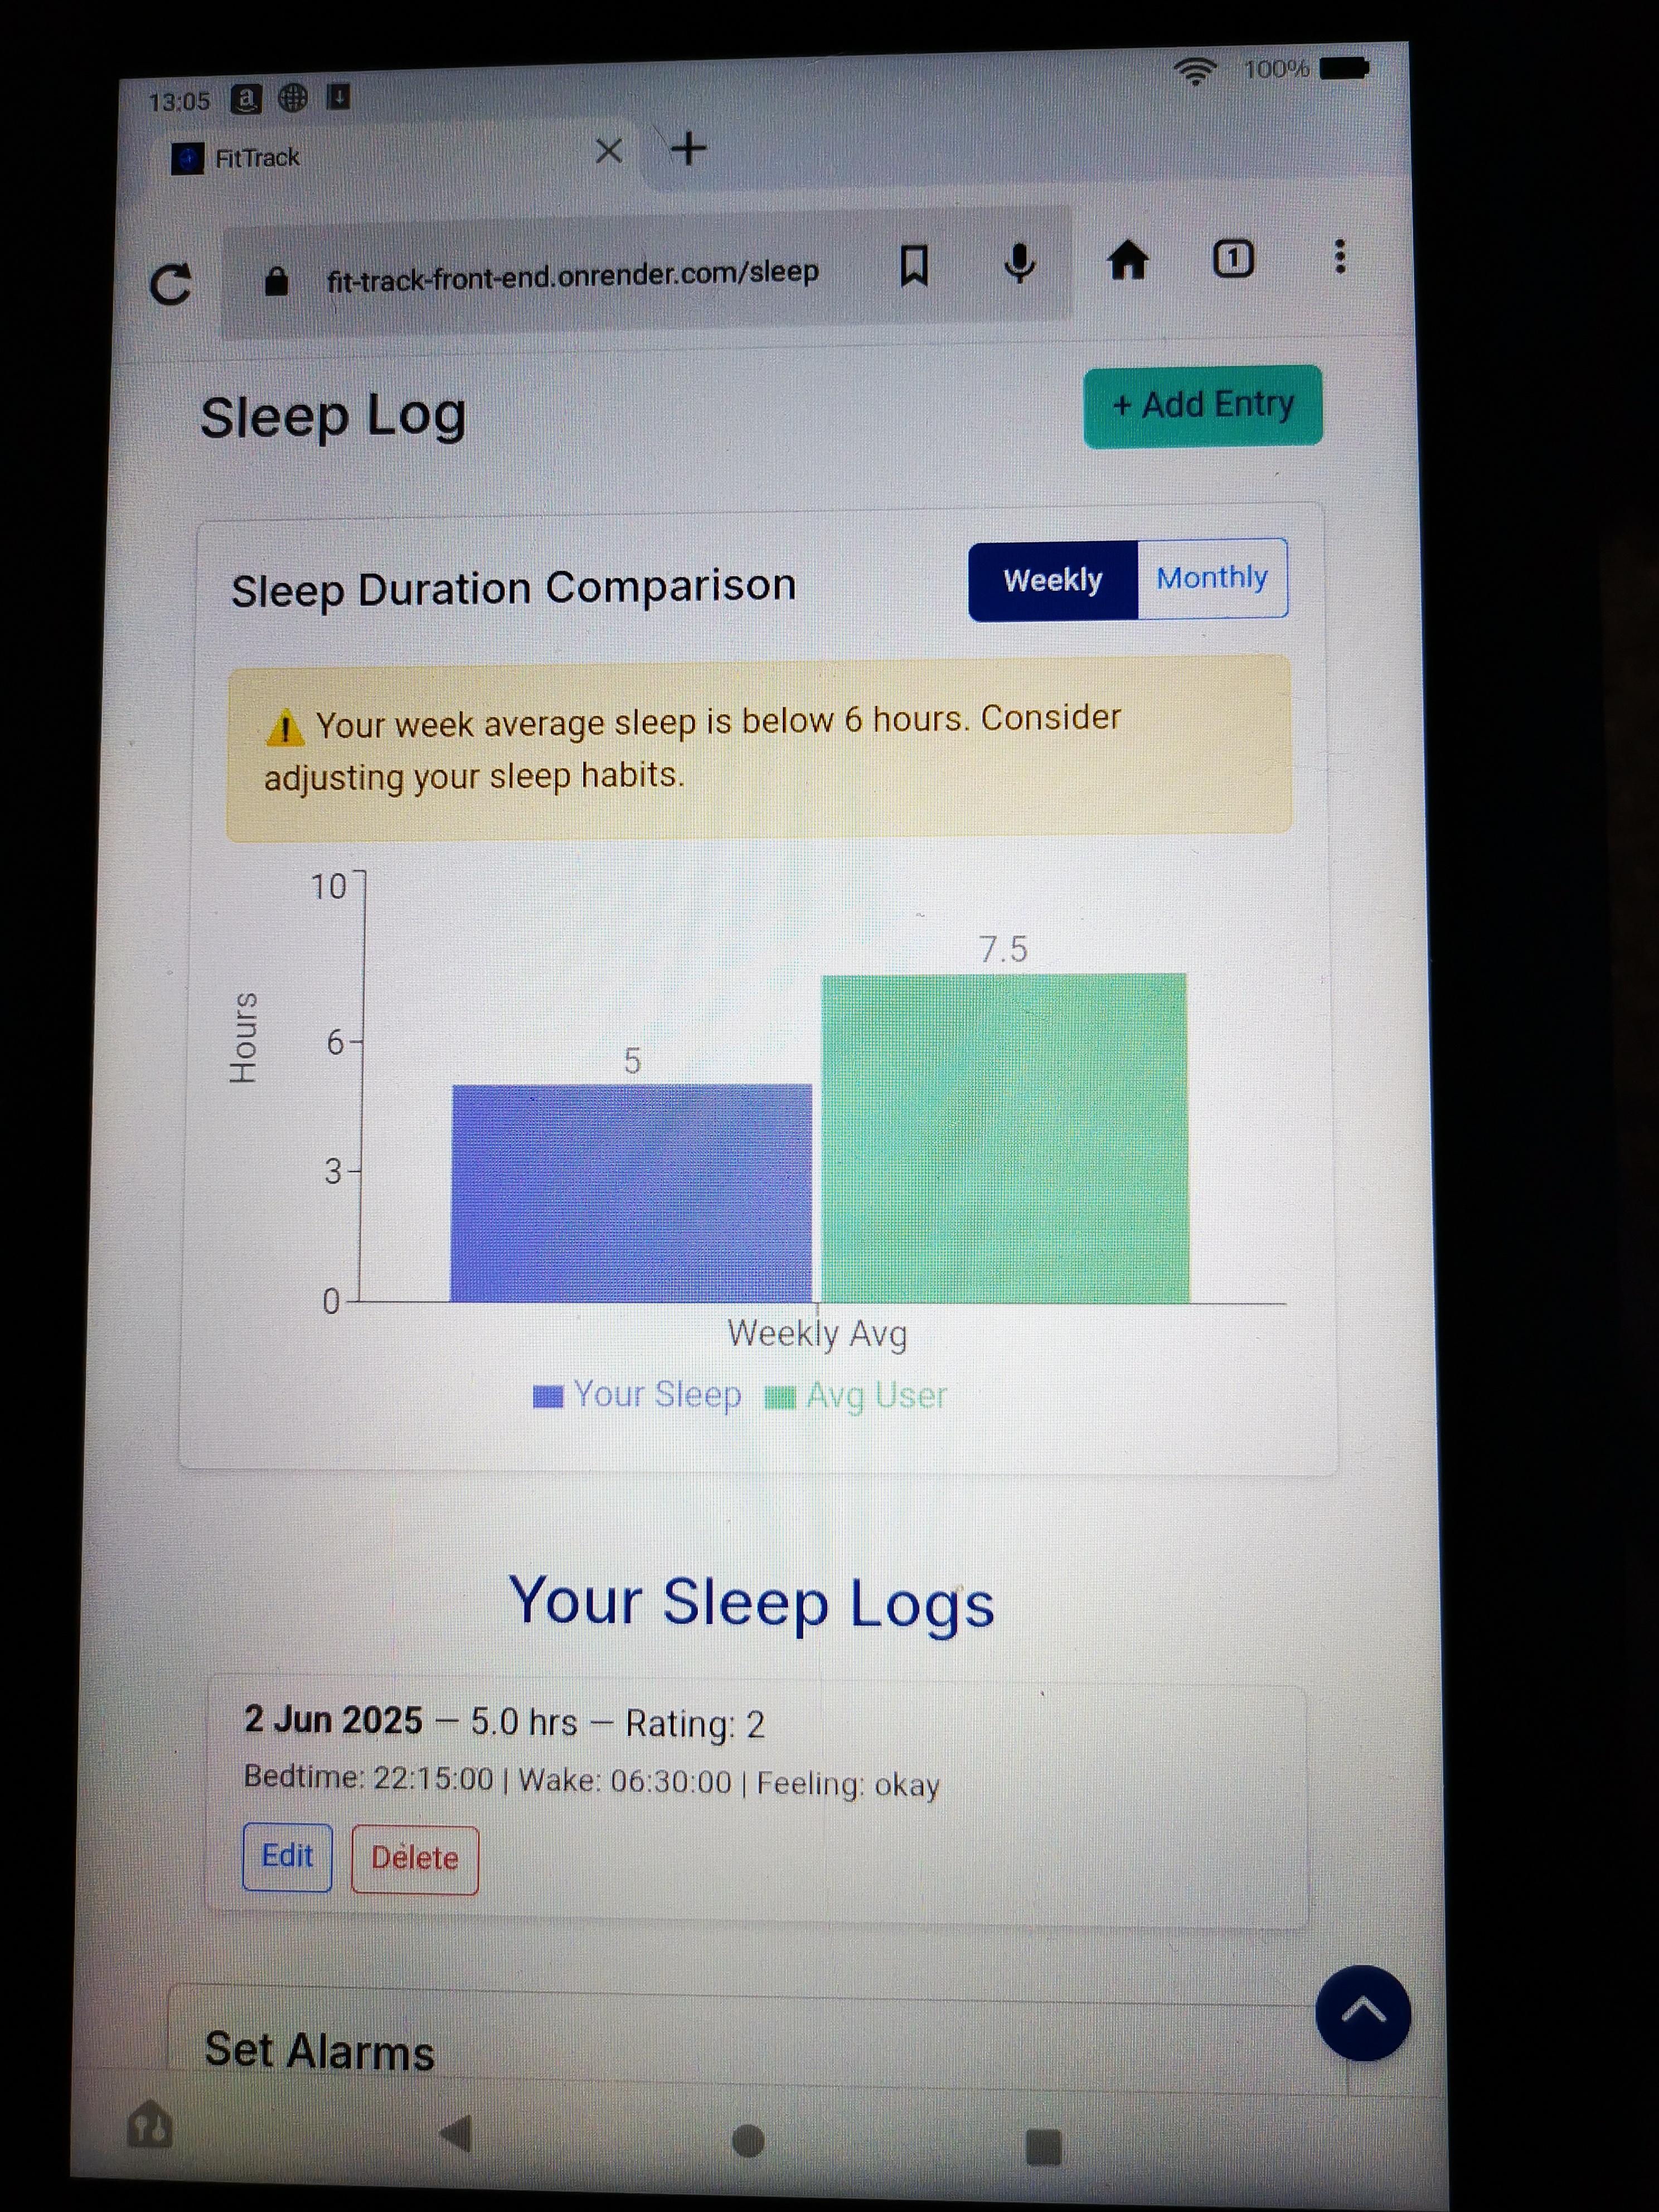 13:05
100%
FitTrack
fit-track-front-end.onrender.com/sleep
1
Sleep Log
+ Add Entry
Sleep Duration Comparison
Weekly
Monthly
Your week average sleep is below 6 hours. Consider
adjusting your sleep habits.
10
7.5
Hours
6
5
3
0
Weekly Avg
Your Sleep
Avg User
Your Sleep Logs
2 Jun 2025 — 5.0 hrs — Rating: 2
Bedtime: 22:15:00 | Wake: 06:30:00 | Feeling: okay
Edit
Delete
Set Alarms